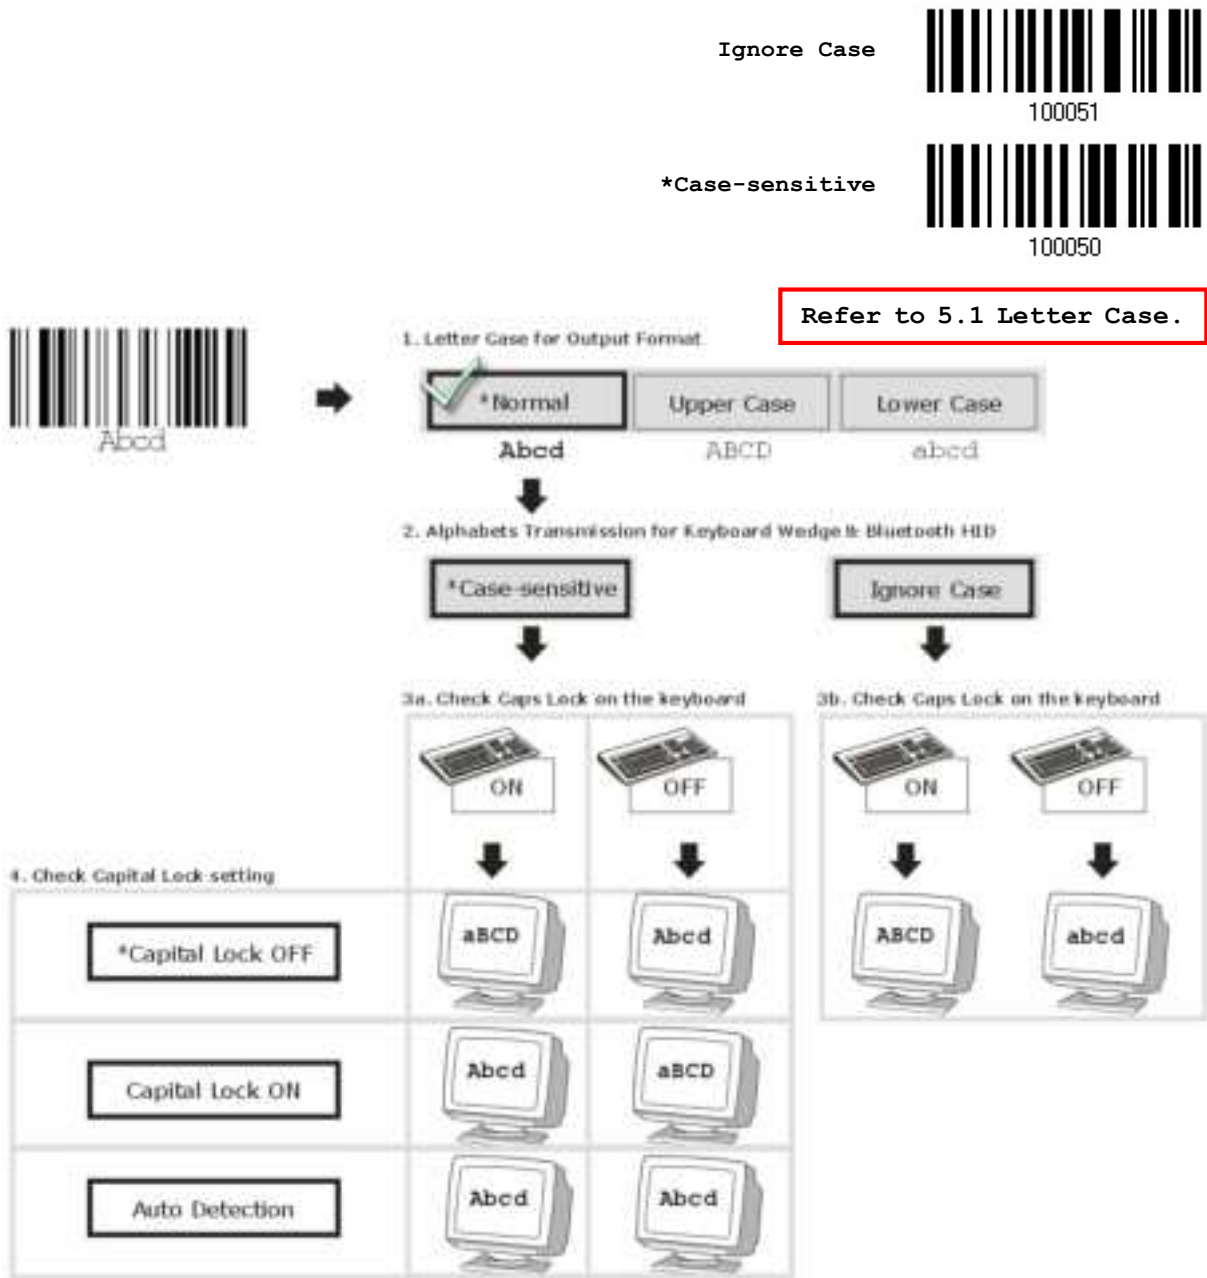 Ignore Case
100051
*Case-sensitive
100050
Refer to 5.1 Letter Case.
1. Letter Case for Output Format
*Normal Upper Case Lower Case
Abcd
Abcd ABCD abcd
2. Alphabets Transmission for Keyboard Wedge & Bluetooth HID
*Case-sensitive Ignore Case
3a. Check Caps Lock on the keyboard 3b. Check Caps Lock on the keyboard
ON OFF ON OFF
4. Check Capital Lock setting
*Capital Lock OFF aBCD Abcd ABCD abcd
Capital Lock ON Abcd aBCD
Auto Detection Abcd Abcd